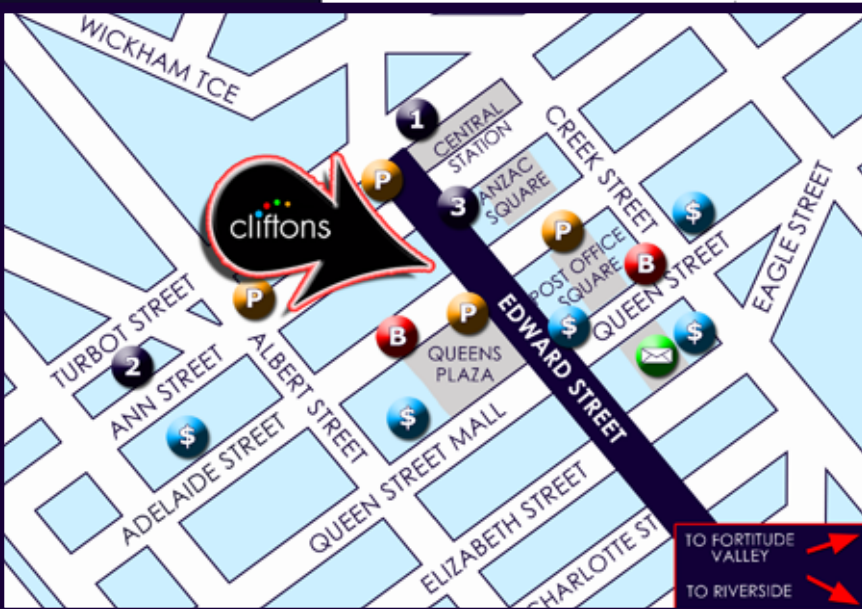 WICKHAM TCE
1
CENTRAL
STATION
CREEK STREET
P
3
ANZAC
SQUARE
cliftons
$
P
EAGLE STREET
POST OFFICE
SQUARE
B
QUEEN STREET
TURBOT STREET
P
P
EDWARD STREET
$
$
B
QUEENS
PLAZA
2
ANN STREET
ALBERT STREET
$
$
ADELAIDE STREET
QUEEN STREET MALL
ELIZABETH STREET
CHARLOTTE ST
TO FORTITUDE
VALLEY
TO RIVERSIDE